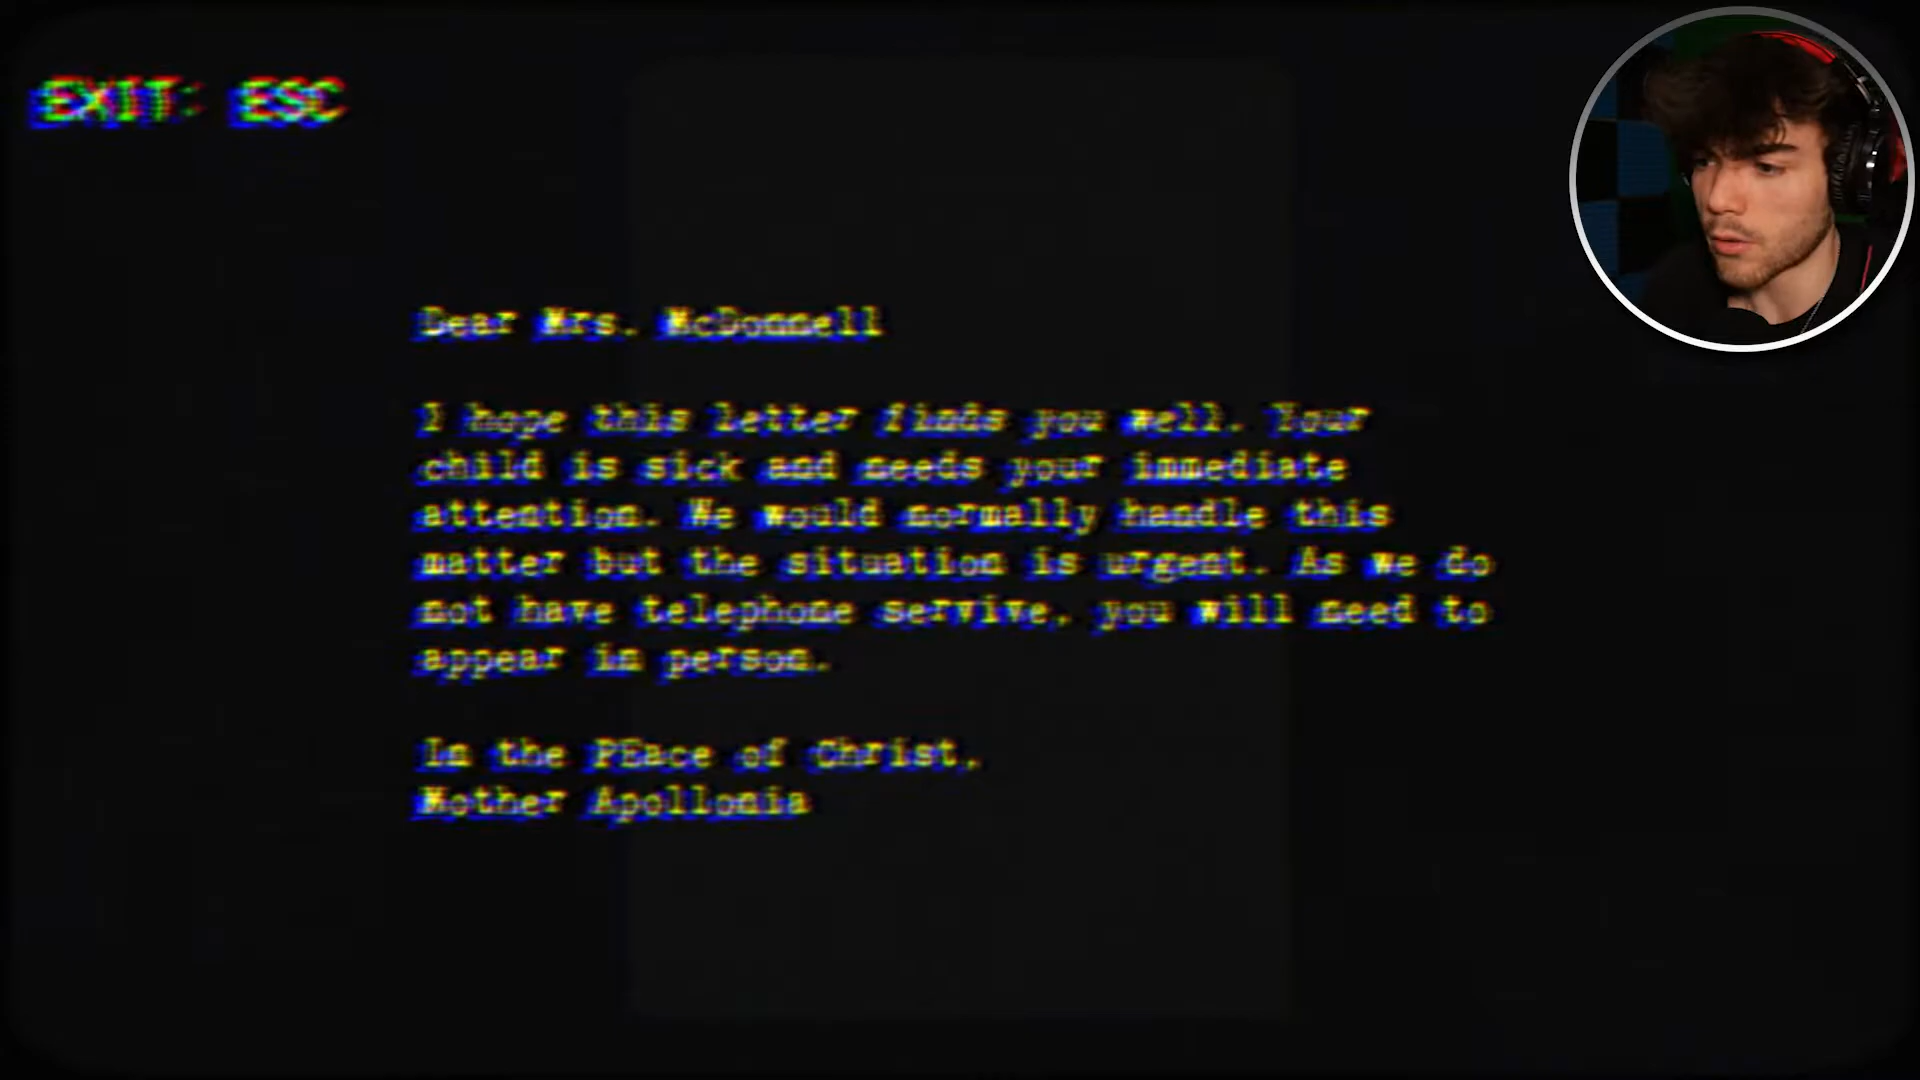 EXIT: ESC
Dear Mrs. McDonnell
I hope this letter finds you well. Your
child is sick and needs your immediate
attention. We would normally handle this
matter but the situation is urgent. As we do
not have telephone servive, you will need to
appear in person.
In the PEace of Christ,
Mother Apollonia